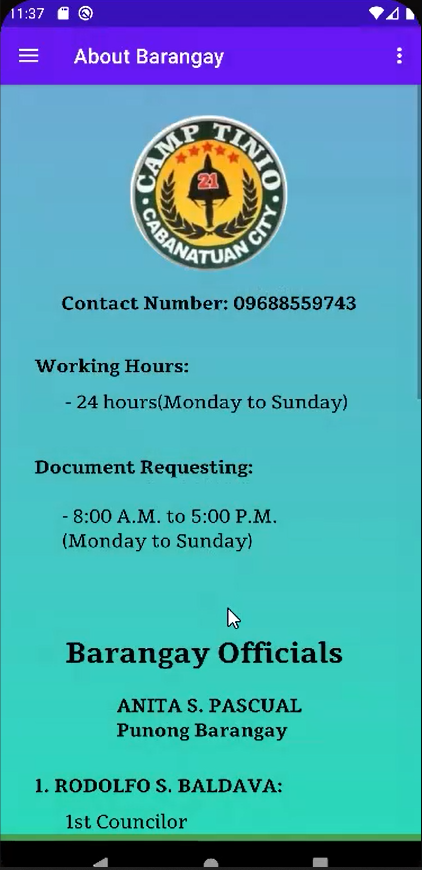 11:37
About Barangay
CAMP TINIO
21
CABANATUAN CITY
Contact Number: 09688559743
Working Hours:
- 24 hours(Monday to Sunday)
Document Requesting:
- 8:00 A.M. to 5:00 P.M.
(Monday to Sunday)
Barangay Officials
ANITA S. PASCUAL
Punong Barangay
1. RODOLFO S. BALDAVA:
1st Councilor